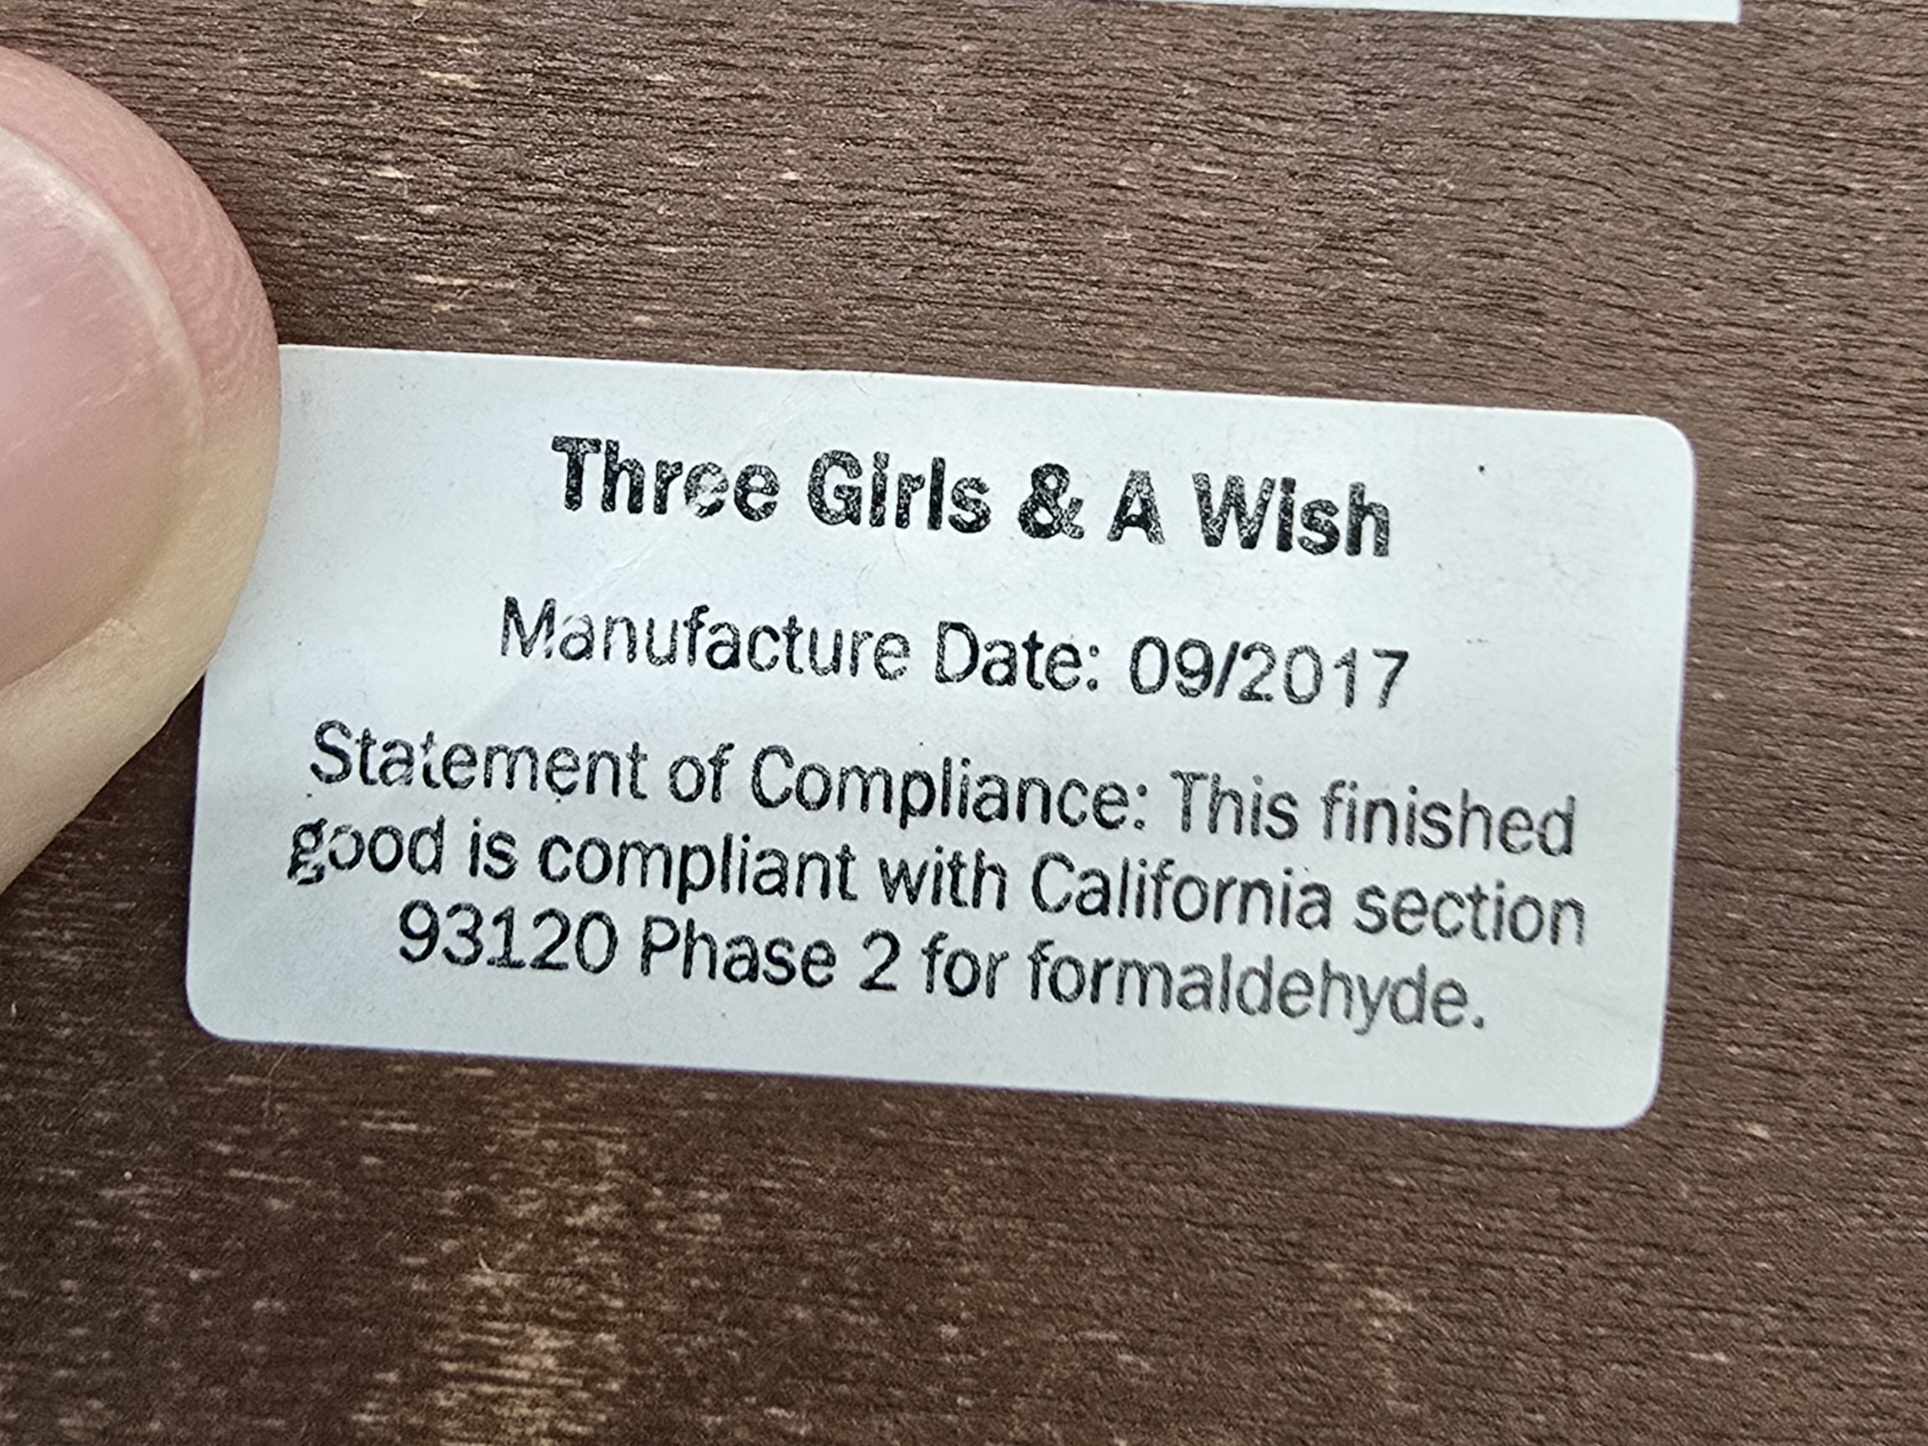 Three Girls & A Wish
Manufacture Date: 09/2017
Statement of Compliance: This finished
good is compliant with California section
93120 Phase 2 for formaldehyde.